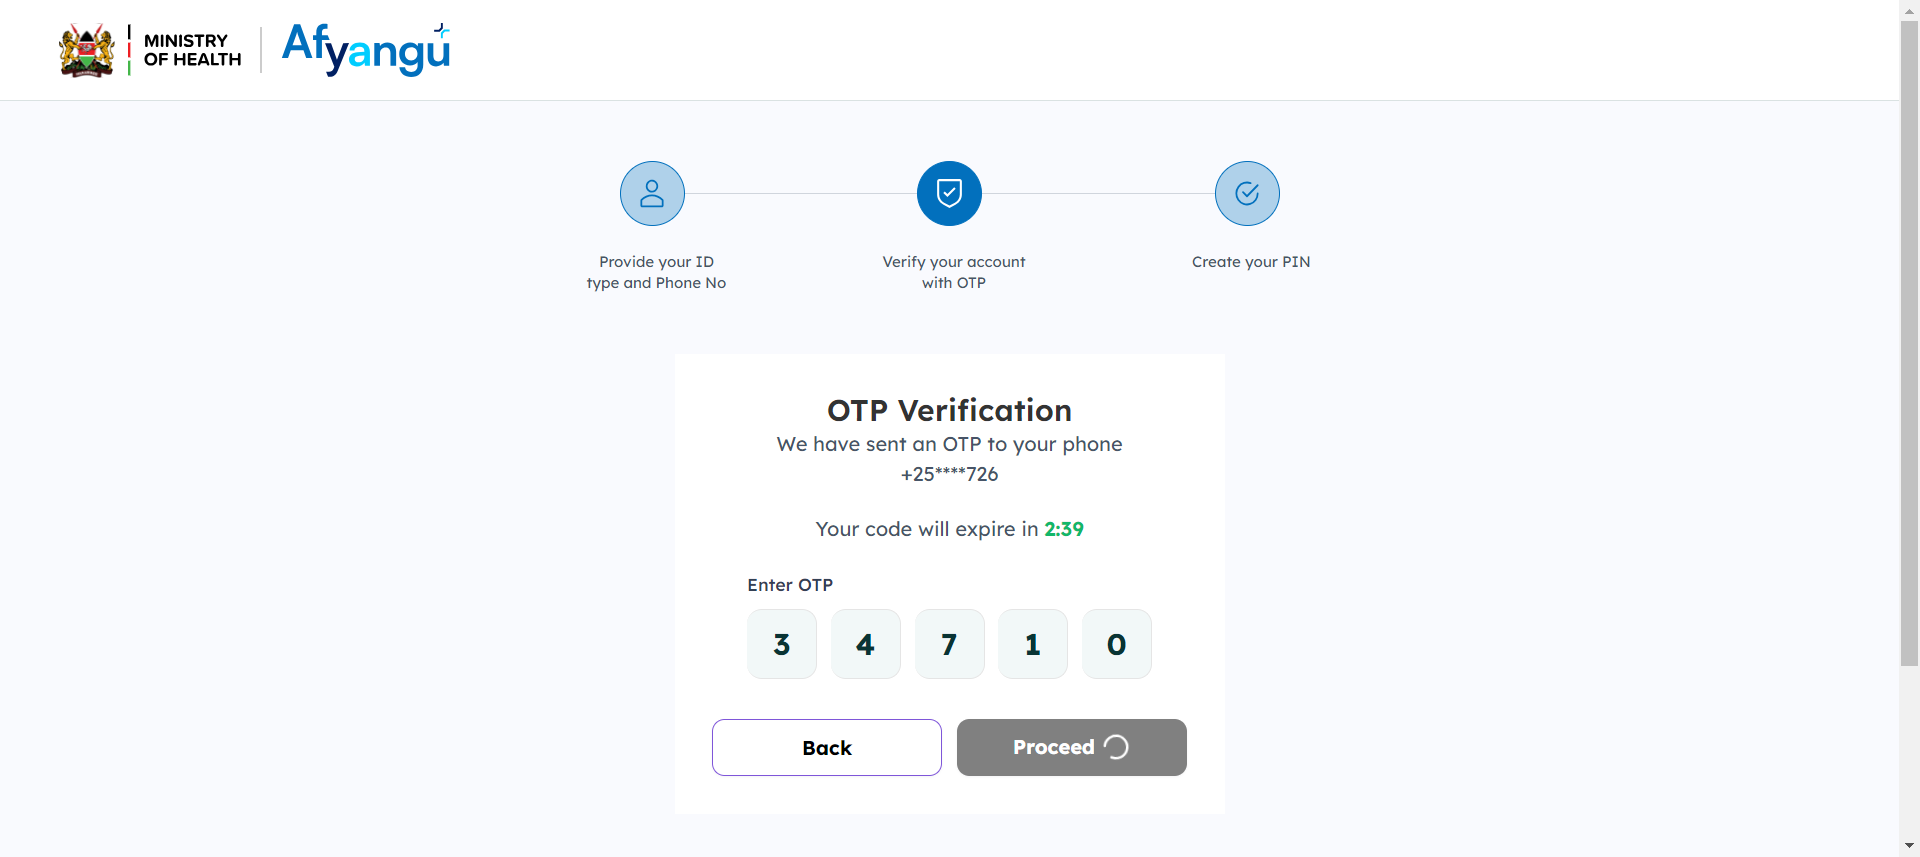 MINISTRY
OF HEALTH
Afyangu
Provide your ID
type and Phone No
Verify your account
with OTP
Create your PIN
OTP Verification
We have sent an OTP to your phone
+25****726
Your code will expire in 2:39
Enter OTP
3 4 7 1 0
Back
Proceed